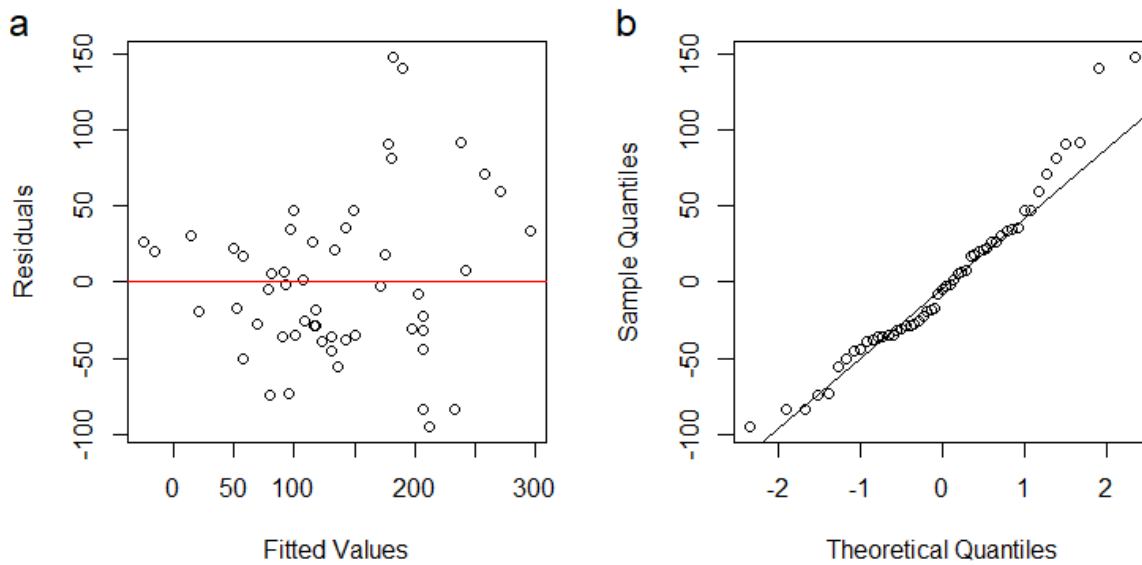 a
Residuals
150
100
50
0
-50
-100
0 50 100 200 300
Fitted Values
b
Sample Quantiles
150
100
50
0
-50
-100
-2 -1 0 1 2
Theoretical Quantiles